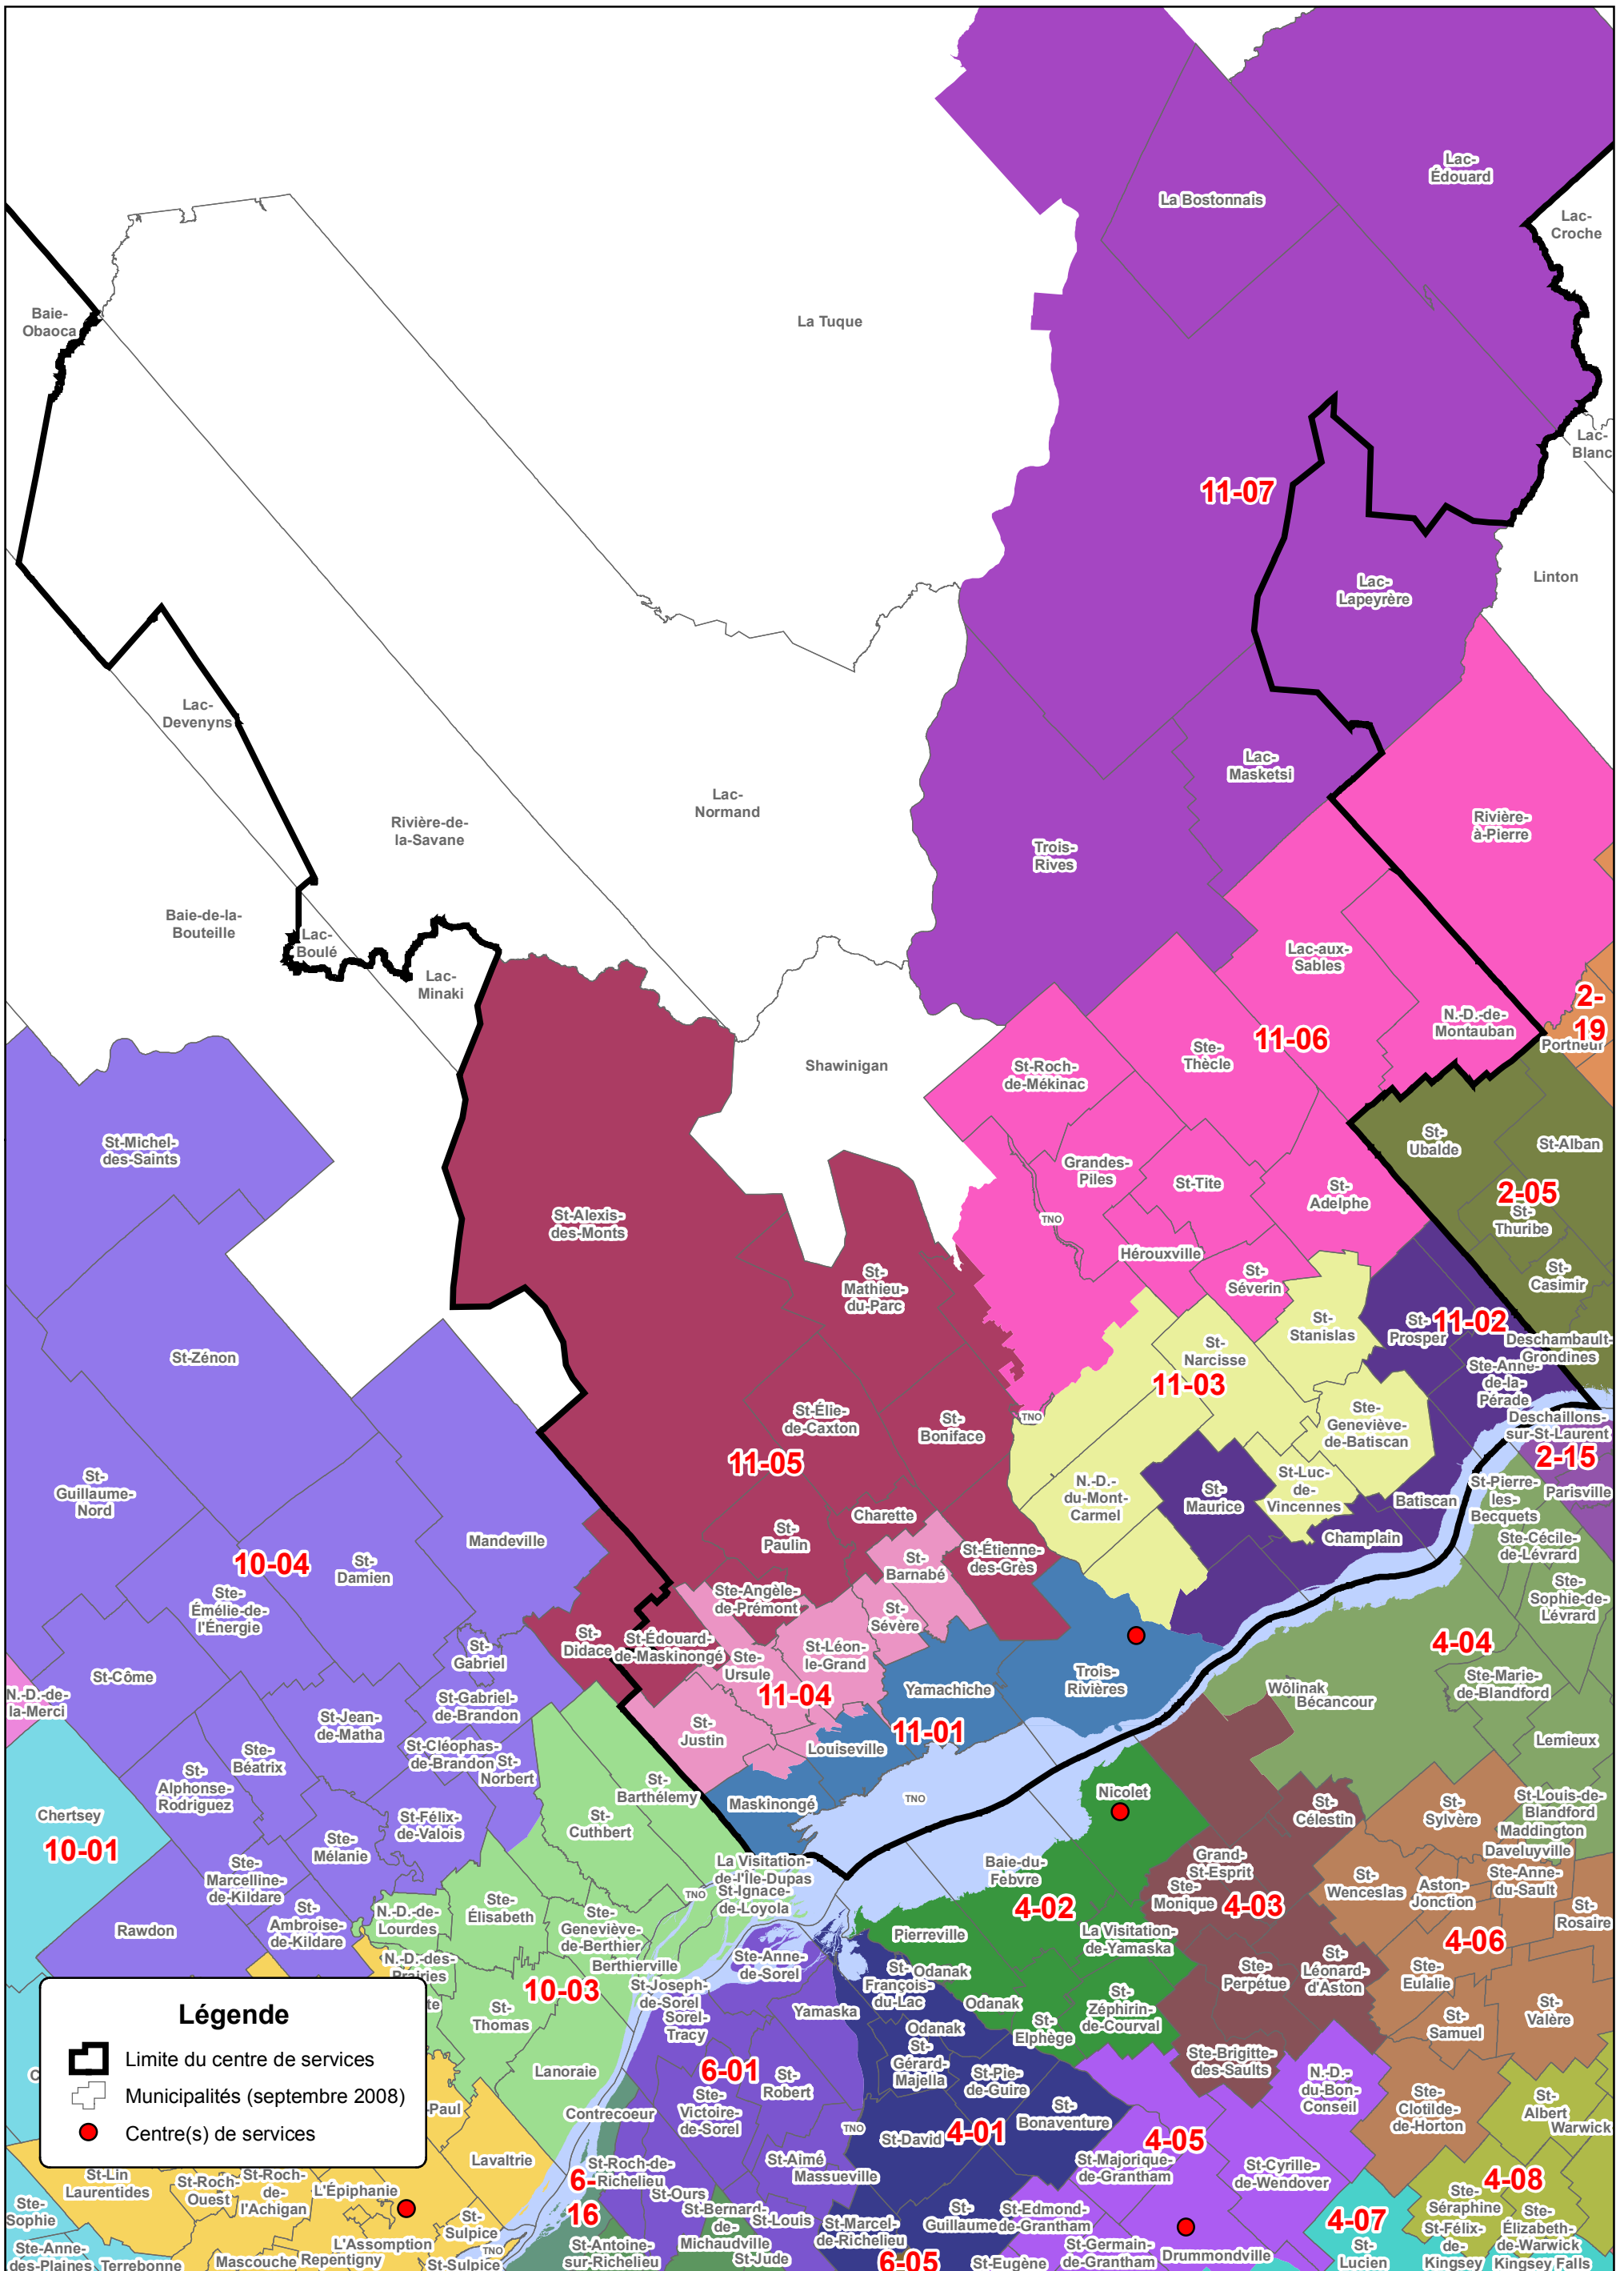 Lac-
Édouard
La Bostonnais
Lac-
Croche
Baie-
Obaoca
La Tuque
Lac-
Blanc
11-07
Lac-
Lapeyrère
Linton
Lac-
Devenyns
Lac-
Masketsi
Lac-
Normand
Rivière-de-
la-Savane
Rivière-
à-Pierre
Trois-
Rives
Baie-de-la-
Bouteille
Lac-
Boulé
Lac-
Minaki
Lac-aux-
Sables
2-
19
N.-D.-de-
Montauban
Portneuf
11-06
Ste-
Thècle
Shawinigan
St-Roch-
de-Mékinac
St-Michel-
des-Saints
St-
Ubalde
St-Alban
Grandes-
Piles
St-Tite
St-
Adelphe
2-05
St-
Thuribe
St-Alexis-
des-Monts
TNO
Hérouxville
St-
Séverin
St-
Casimir
St-
Mathieu-
du-Parc
St-
Stanislas
St-
Prosper
11-02
Deschambault-
Grondines
St-Zénon
St-
Narcisse
11-03
Ste-Anne-
de-la-
Pérade
St-Élie-
de-Caxton
St-
Boniface
TNO
Ste-
Geneviève-
de-Batiscan
Deschaillons-
sur-St-Laurent
2-15
11-05
St-
Guillaume-
Nord
N.-D.-
du-Mont-
Carmel
St-
Maurice
St-Luc-
de-
Vincennes
Batiscan
St-Pierre-
les-
Becquets
Parisville
Charette
St-
Paulin
Champlain
Mandeville
Ste-Cécile-
de-Lévrard
10-04
St-
Damien
St-
Barnabé
St-Étienne-
des-Grès
Ste-
Émélie-de-
l'Énergie
Ste-Angèle-
de-Prémont
St-
Sévère
Ste-
Sophie-de-
Lévrard
St-
Didace
St-Édouard-
de-Maskinongé
St-Léon-
le-Grand
St-
Gabriel
Ste-
Ursule
4-04
St-Côme
N.-D.-de-
la-Merci
11-04
Yamachiche
Trois-
Rivières
Wôlinak
Bécancour
Ste-Marie-
de-Blandford
St-Gabriel-
de-Brandon
St-Jean-
de-Matha
St-
Justin
11-01
Louiseville
Lemieux
St-Cléophas-
de-Brandon
St-
Norbert
Ste-
Béatrix
St-
Alphonse-
Rodriguez
St-
Barthélemy
Maskinongé
TNO
Nicolet
St-
Célestin
St-
Sylvère
St-Louis-de-
Blandford
Maddington
Chertsey
10-01
St-Félix-
de-Valois
St-
Cuthbert
Ste-
Mélanie
Daveluyville
Ste-
Marcelline-
de-Kildare
La Visitation-
de-l'Île-Dupas
TNO
St-Ignace-
de-Loyola
Baie-du-
Febvre
4-02
Grand-
St-Esprit
Ste-
Monique
4-03
St-
Wenceslas
Aston-
Jonction
Ste-Anne-
du-Sault
St-
Rosaire
Rawdon
St-
Ambroise-
de-Kildare
N.-D.-de-
Lourdes
Ste-
Élisabeth
Ste-
Geneviève-
de-Berthier
Pierreville
La Visitation-
de-Yamaska
4-06
N.-D.-des-
Prairies
Berthierville
Ste-Anne-
de-Sorel
St-
François-
du-Lac
Odanak
Ste-
Perpétue
St-
Léonard-
d'Aston
Ste-
Eulalie
10-03
St-Joseph-
de-Sorel
Sorel-
Tracy
Yamaska
Odanak
St-
Zéphirin-
de-Courval
St-
Samuel
St-
Valère
St-
Thomas
Odanak
St-
Elphège
Légende
Limite du centre de services
Municipalités (septembre 2008)
Centre(s) de services
Lanoraie
6-01
St-
Robert
St-
Gérard-
Majella
St-Pie-
de-Guire
Ste-Brigitte-
des-Saults
N.-D.-
du-Bon-
Conseil
Ste-
Clotilde-
de-Horton
St-
Albert
Warwick
-Paul
Contrecoeur
Ste-
Victoire-
de-Sorel
TNO
St-David
4-01
St-
Bonaventure
4-05
Lavaltrie
St-Aimé
Massueville
St-Majorique-
de-Grantham
St-Cyrille-
de-Wendover
4-08
St-Lin
Laurentides
St-Roch-
Ouest
St-Roch-
de-
l'Achigan
L'Épiphanie
6-
16
St-Roch-de-
Richelieu
St-Ours
Ste-
Sophie
St-
Sulpice
St-Bernard-
de-
Michaudville
St-Louis
St-
Guillaume
St-Edmond-
de-Grantham
4-07
Ste-
Séraphine
Ste-
Élizabeth-
de-Warwick
L'Assomption
TNO
St-Marcel-
de-Richelieu
Ste-Anne-
des-Plaines
Terrebonne
Mascouche
Repentigny
St-Sulpice
St-Antoine-
sur-Richelieu
St-Jude
6-05
St-Eugène
St-Germain-
de-Grantham
Drummondville
St-
Lucien
St-Félix-
de-
Kingsey
Kingsey Falls